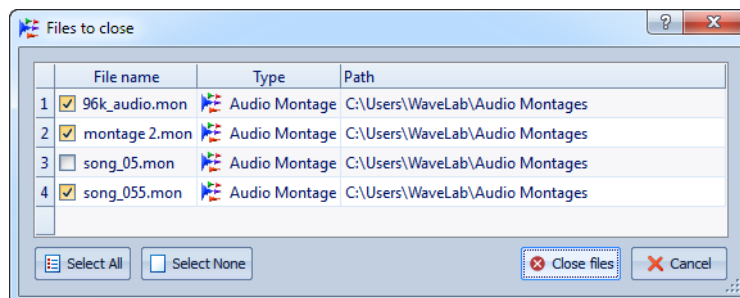 Files to close
File name Type Path
1 96k_audio.mon Audio Montage C:\Users\WaveLab\Audio Montages
2 montage 2.mon Audio Montage C:\Users\WaveLab\Audio Montages
3 song_05.mon Audio Montage C:\Users\WaveLab\Audio Montages
4 song_055.mon Audio Montage C:\Users\WaveLab\Audio Montages
Select All Select None Close files Cancel